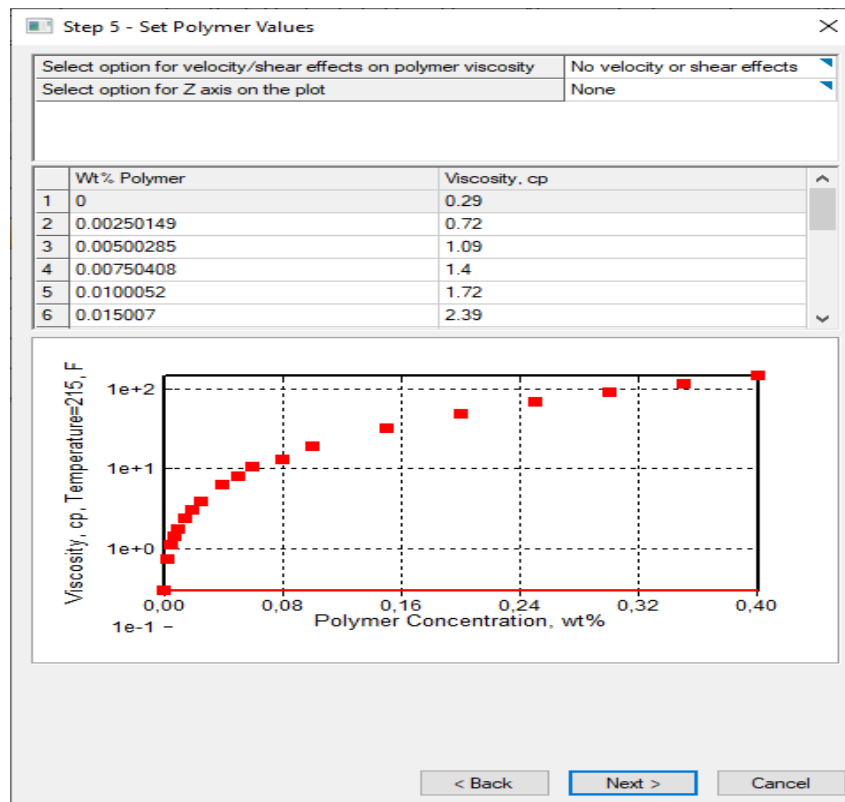 Step 5 - Set Polymer Values
Select option for velocity/shear effects on polymer viscosity No velocity or shear effects
Select option for Z axis on the plot None
Wt% Polymer Viscosity, cp
1 0 0.29
2 0.00250149 0.72
3 0.00500285 1.09
4 0.00750408 1.4
5 0.0100052 1.72
6 0.015007 2.39
Viscosity, cp, Temperature=215, F
1e+2
1e+1
1e+0
1e-1
0,00 0,08 0,16 0,24 0,32 0,40
Polymer Concentration, wt%
< Back Next > Cancel